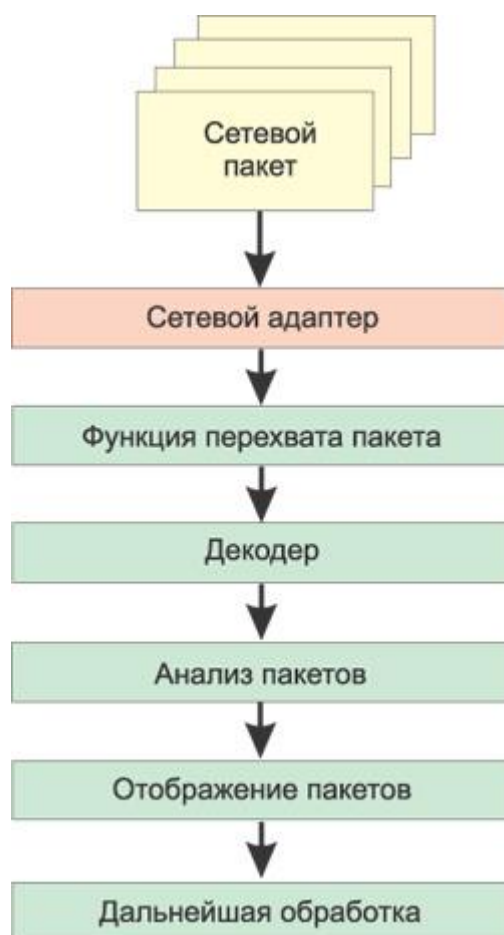 Сетевой
пакет
Сетевой адаптер
Функция перехвата пакета
Декодер
Анализ пакетов
Отображение пакетов
Дальнейшая обработка